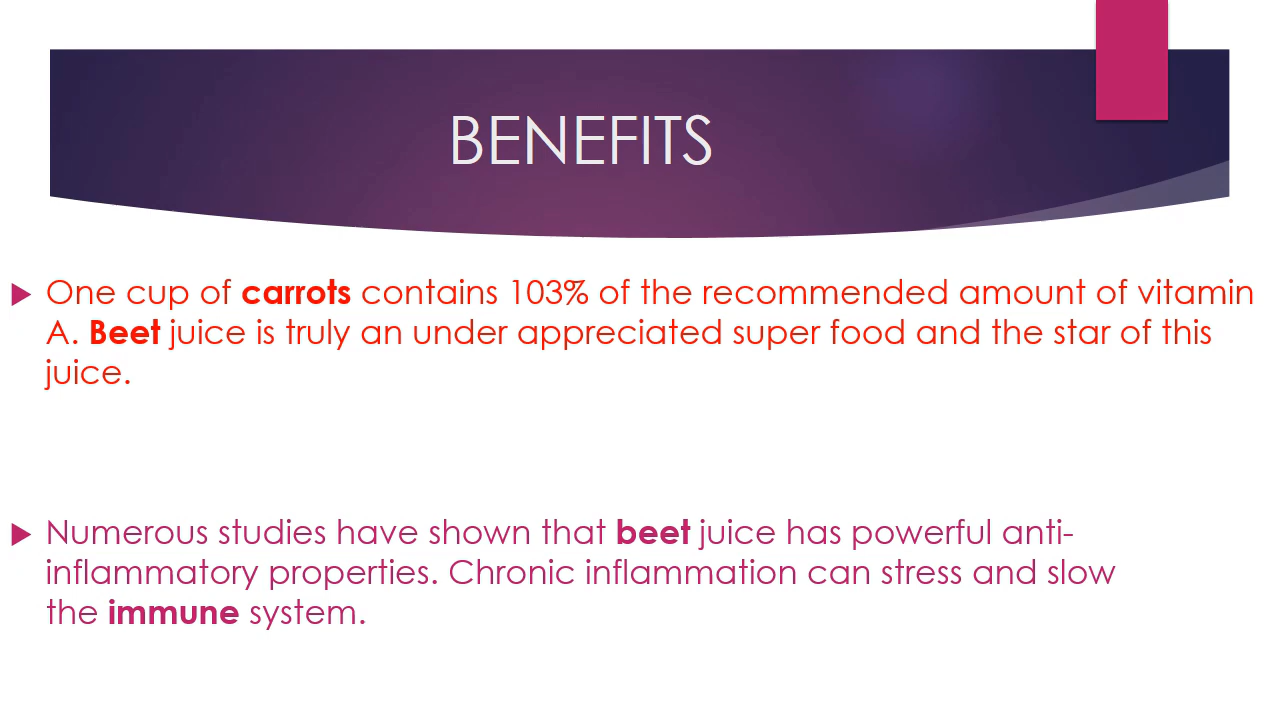 BENEFITS
One cup of carrots contains 103% of the recommended amount of vitamin
A. Beet juice is truly an under appreciated super food and the star of this
juice.
Numerous studies have shown that beet juice has powerful anti-
inflammatory properties. Chronic inflammation can stress and slow
the immune system.